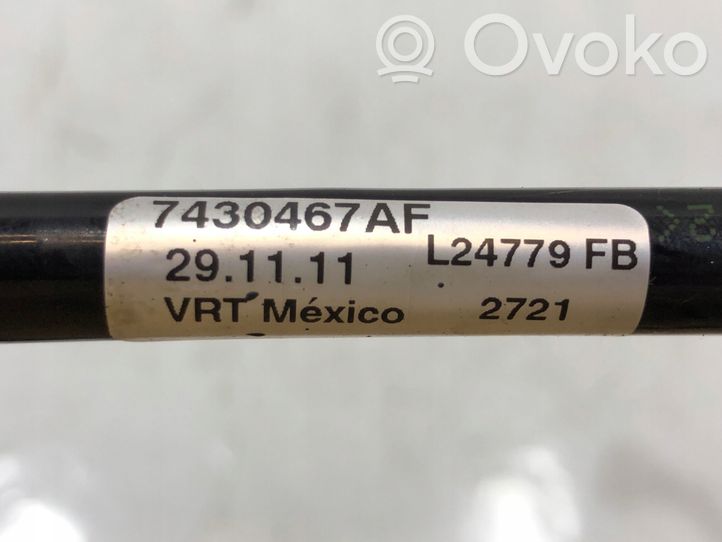 Ovoko
7430467AF
29.11.11
L24779 FB
VRT México
2721